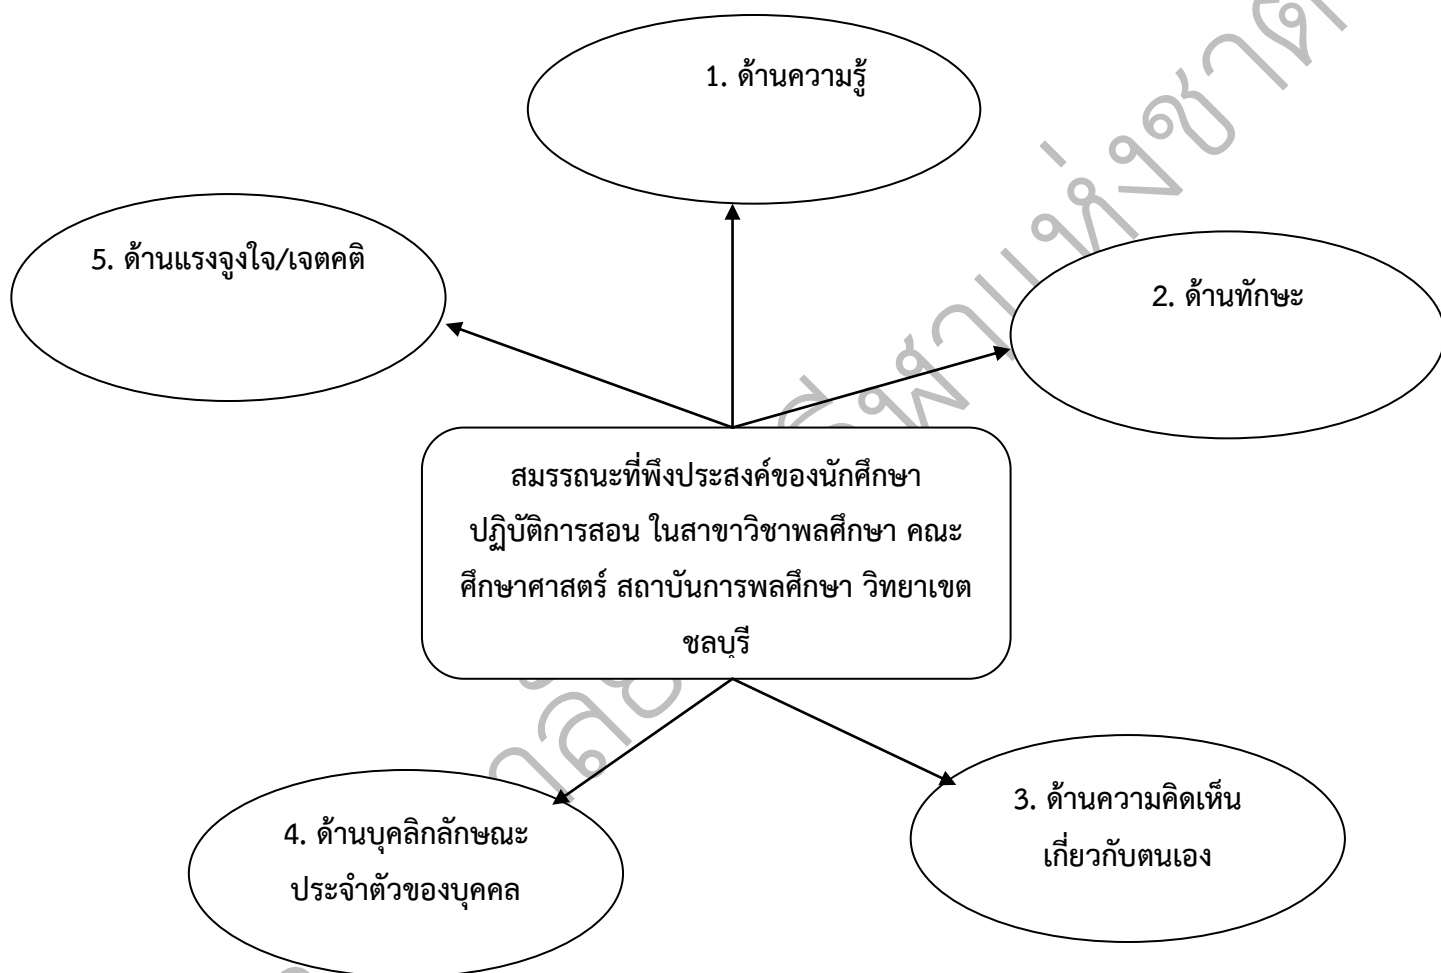 1. ด้านความรู้
5. ด้านแรงจูงใจ/เจตคติ
2. ด้านทักษะ
สมรรถนะที่พึงประสงค์ของนักศึกษา
ปฏิบัติการสอน ในสาขาวิชาพลศึกษา คณะ
ศึกษาศาสตร์ สถาบันการพลศึกษา วิทยาเขต
ชลบุรี
3. ด้านความคิดเห็น
เกี่ยวกับตนเอง
4. ด้านบุคลิกลักษณะ
ประจำตัวของบุคคล